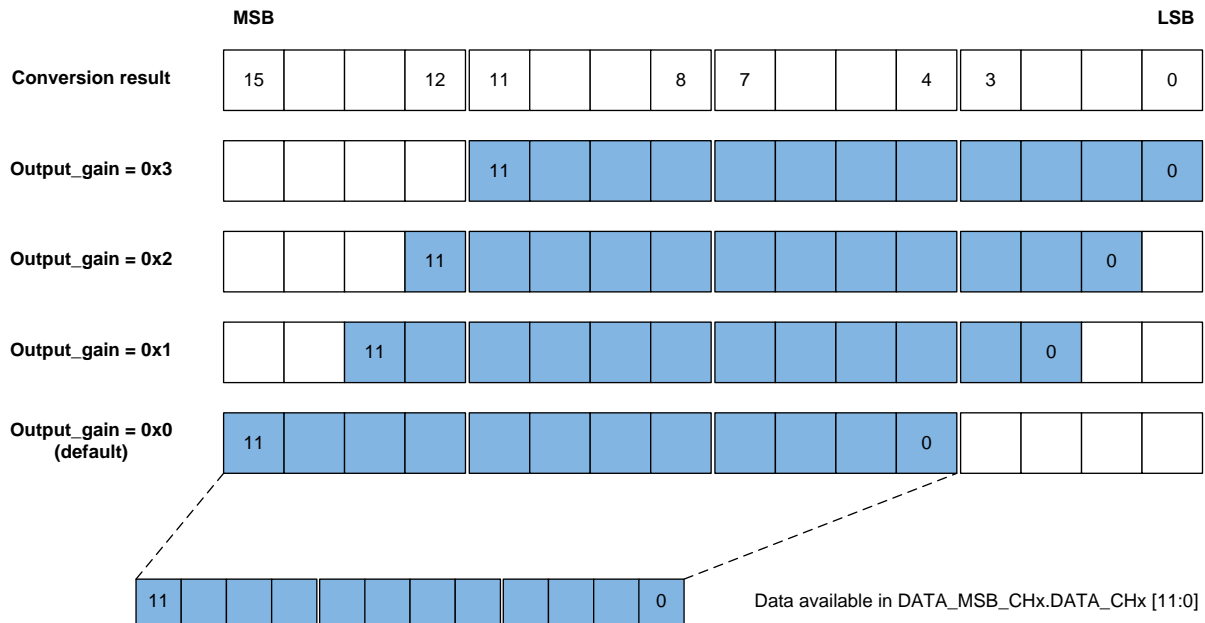 MSB LSB
Conversion result 15 12 11 8 7 4 3 0
Output_gain = 0x3 11 0
Output_gain = 0x2 11 0
Output_gain = 0x1 11 0
Output_gain = 0x0
(default) 11 0
11 0 Data available in DATA_MSB_CHx.DATA_CHx [11:0]